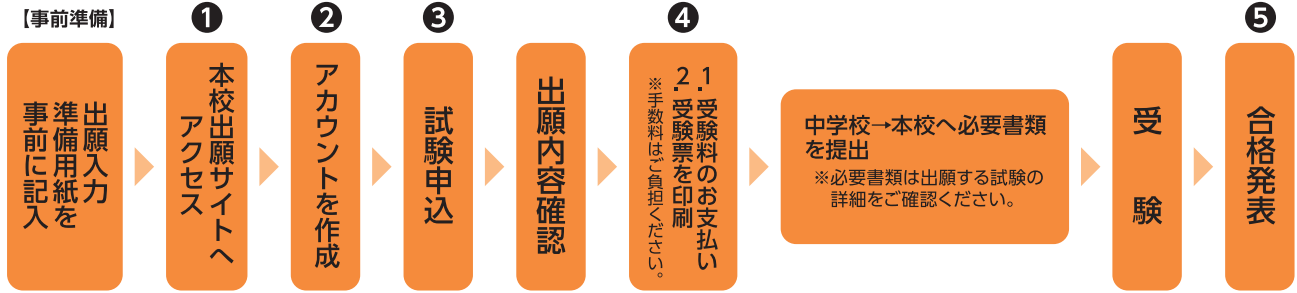 【事前準備】
出願入力
準備用紙を
事前に記入
❶
本校出願サイトへ
アクセス
❷
アカウントを作成
❸
試験申込
出願内容確認
❹
1.受験料のお支払い
2.受験票を印刷
※手数料はご負担ください。
中学校→本校へ必要書類
を提出
※必要書類は出願する試験の
詳細をご確認ください。
受験
❺
合格発表